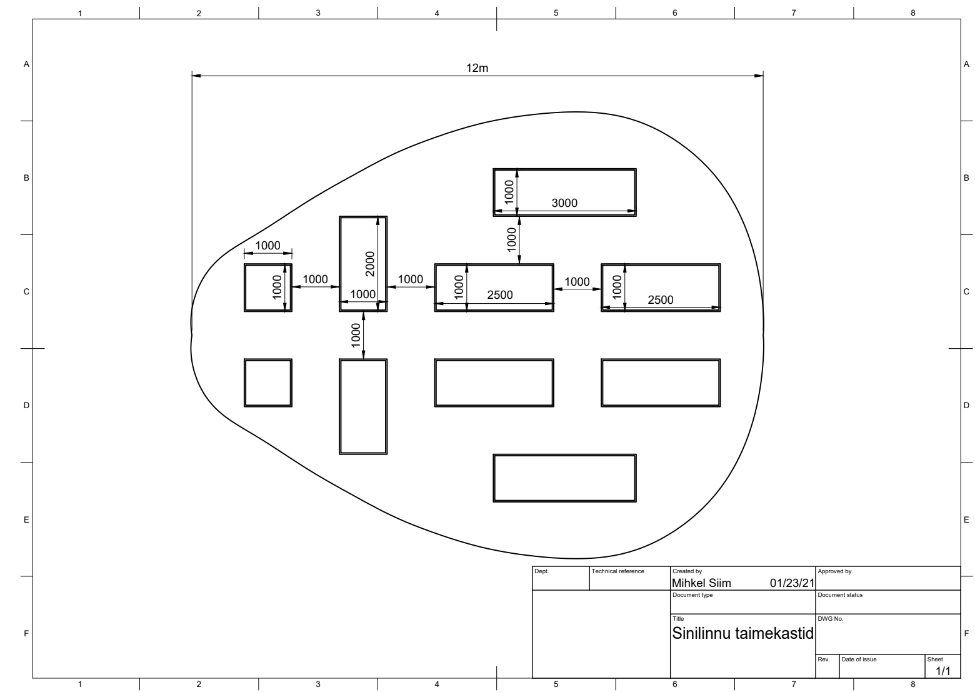 1 2 3 4 5 6 7 8
A A
12m
B B
1000
3000
1000
1000
2000
1000
1000
1000
1000
1000
1000
1000
C C
1000
2500
2500
1000
D D
E E
Dept. Technical reference Created by Approved by
Mihkel Siim 01/23/21
Document type Document status
Title DWG No.
F Sinilinnu taimekastid F
Rev. Date of issue Sheet
1/1
1 2 3 4 5 6 7 8